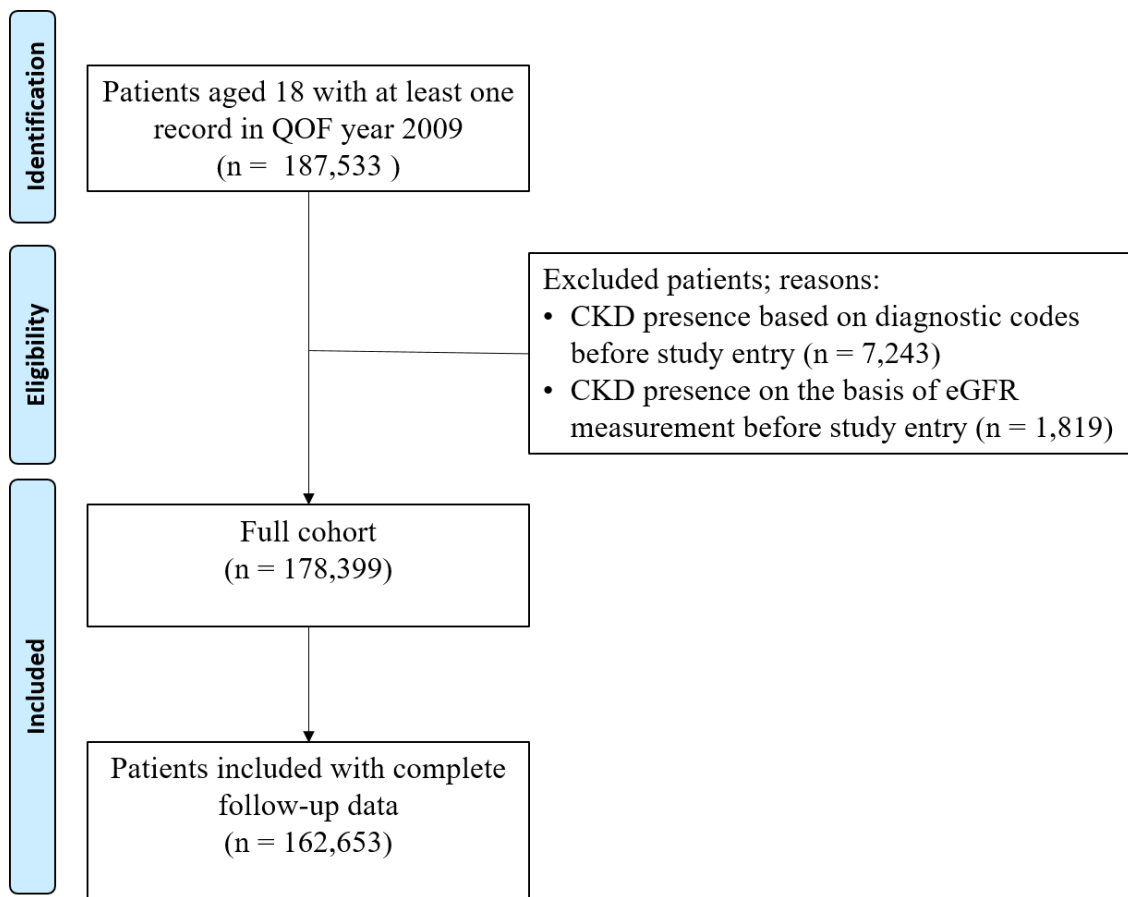 Identification
Patients aged 18 with at least one
record in QOF year 2009
(n =  187,533 )
Eligibility
Excluded patients; reasons:
• CKD presence based on diagnostic codes
before study entry (n = 7,243)
• CKD presence on the basis of eGFR
measurement before study entry (n = 1,819)
Included
Full cohort
(n = 178,399)
Patients included with complete
follow-up data
(n = 162,653)